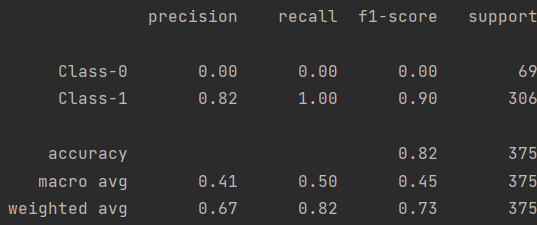 precision recall f1-score support
Class-0 0.00 0.00 0.00 69
Class-1 0.82 1.00 0.90 306
accuracy 0.82 375
macro avg 0.41 0.50 0.45 375
weighted avg 0.67 0.82 0.73 375